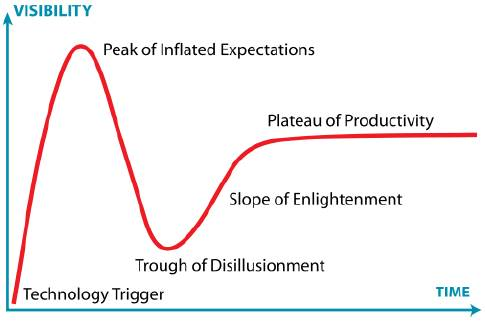 VISIBILITY
Peak of Inflated Expectations
Plateau of Productivity
Slope of Enlightenment
Trough of Disillusionment
Technology Trigger
TIME